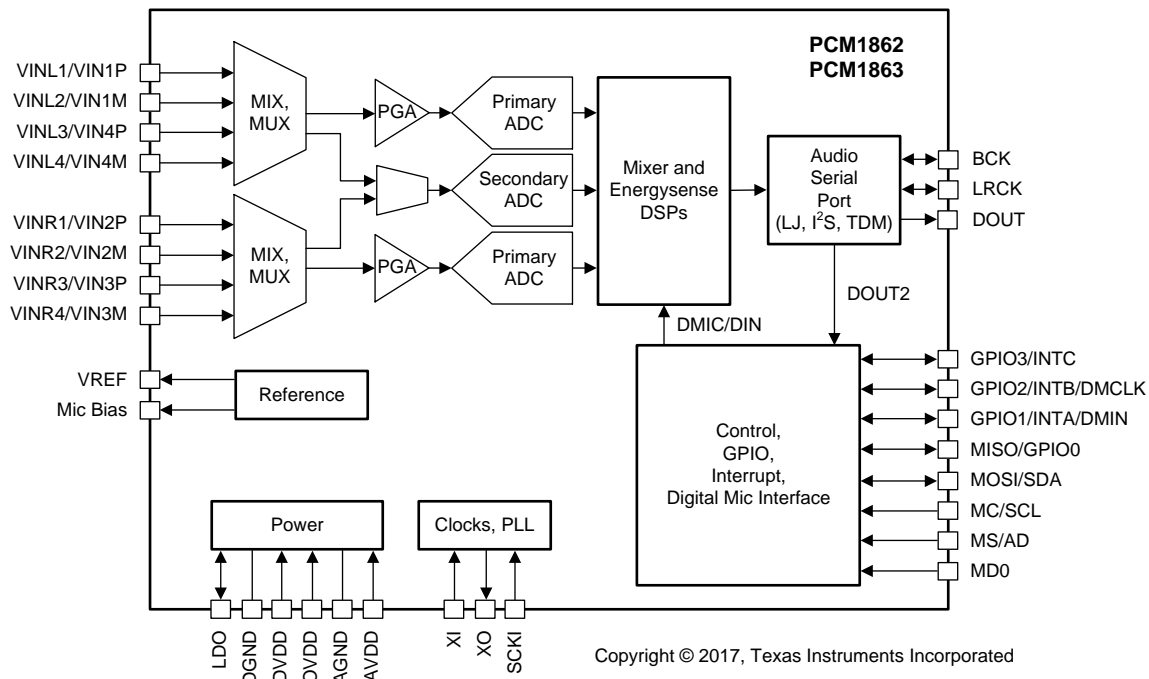 PCM1862
PCM1863
VINL1/VIN1P
VINL2/VIN1M
VINL3/VIN4P
VINL4/VIN4M
MIX,
MUX
PGA
Primary
ADC
Secondary
ADC
Mixer and
Energysense
DSPs
Audio
Serial
Port
(LJ, I²S, TDM)
BCK
LRCK
DOUT
VINR1/VIN2P
VINR2/VIN2M
VINR3/VIN3P
VINR4/VIN3M
MIX,
MUX
PGA
Primary
ADC
DOUT2
DMIC/DIN
VREF
Mic Bias
Reference
Control,
GPIO,
Interrupt,
Digital Mic Interface
GPIO3/INTC
GPIO2/INTB/DMCLK
GPIO1/INTA/DMIN
MISO/GPIO0
MOSI/SDA
MC/SCL
MS/AD
MD0
Power
Clocks, PLL
LDO
DGND
DVDD
AGND
AVDD
XI
XO
SCKI
Copyright © 2017, Texas Instruments Incorporated